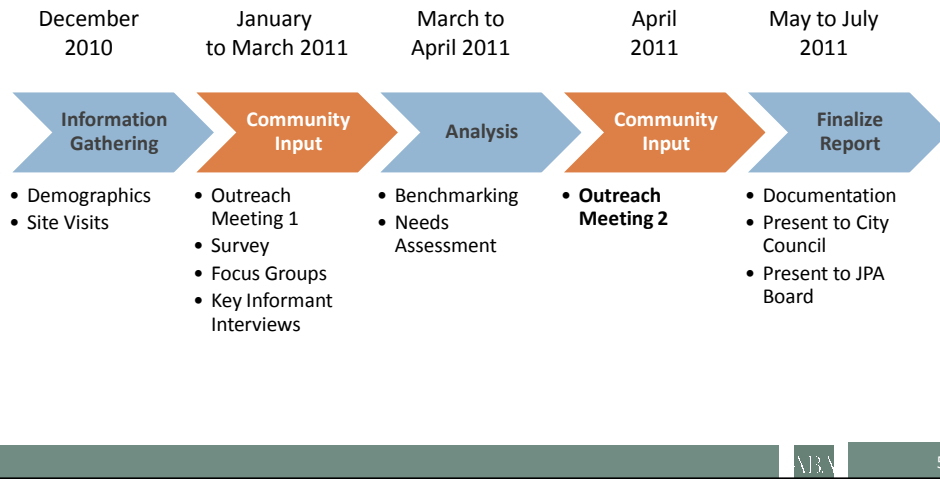 December
2010
January
to March 2011
March to
April 2011
April
2011
May to July
2011
Information
Gathering
Community
Input
Analysis
Community
Input
Finalize
Report
• Demographics
• Site Visits
• Outreach
Meeting 1
• Survey
• Focus Groups
• Key Informant
Interviews
• Benchmarking
• Needs
Assessment
• Outreach
Meeting 2
• Documentation
• Present to City
Council
• Present to JPA
Board
ABA